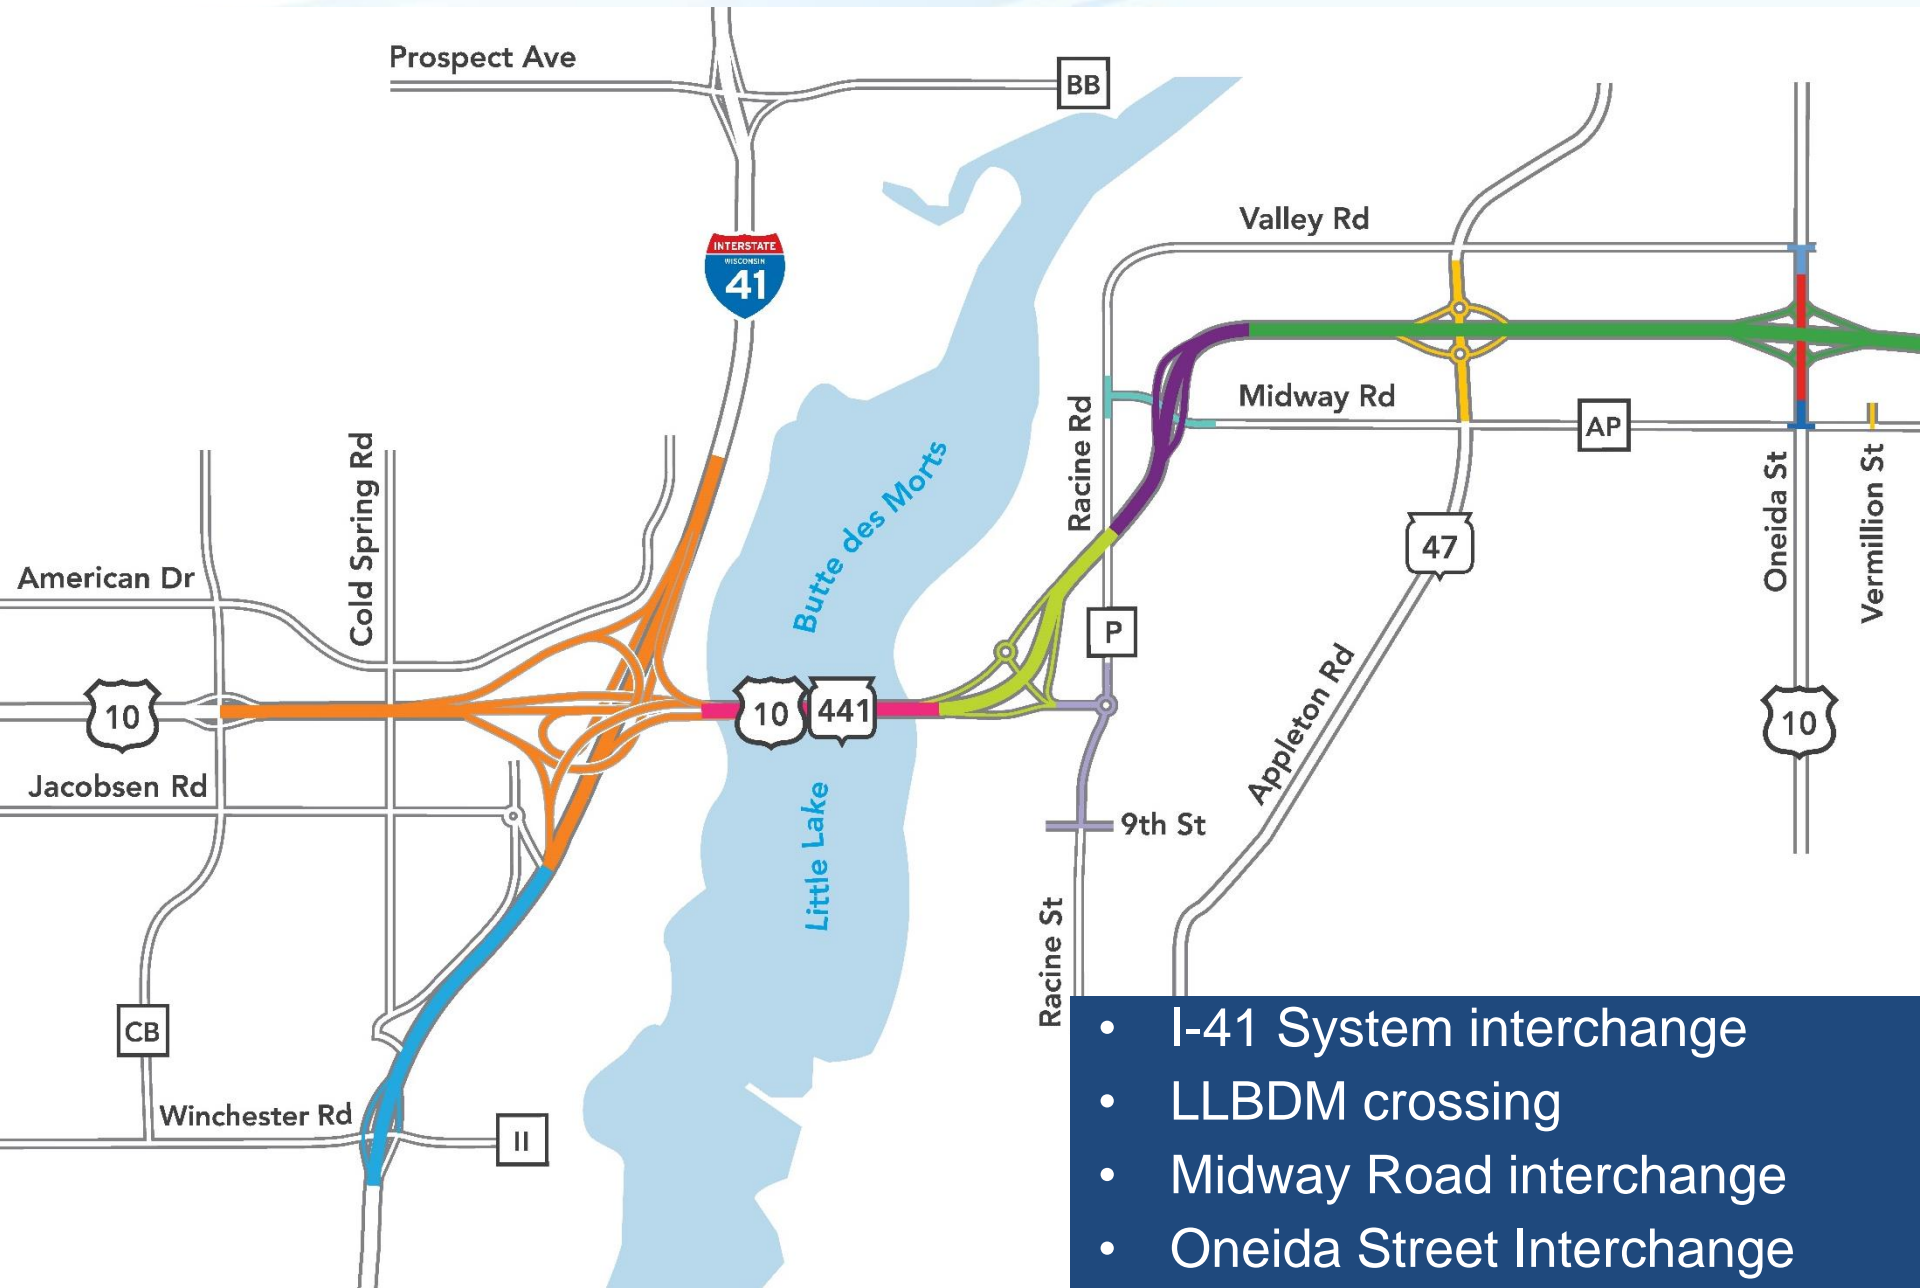 Prospect Ave
BB
INTERSTATE
WISCONSIN
41
Valley Rd
Midway Rd
AP
Racine Rd
Oneida St
Vermillion St
Cold Spring Rd
American Dr
Butte des Morts
47
P
10
10
441
10
Appleton Rd
Jacobsen Rd
Little Lake
9th St
Racine St
CB
Winchester Rd
II
• I-41 System interchange
• LLBDM crossing
• Midway Road interchange
• Oneida Street Interchange